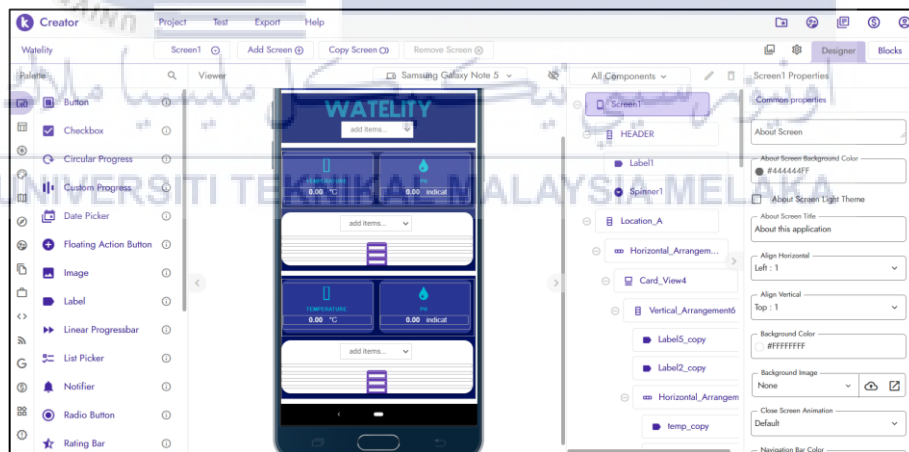 Creator Project Test Export Help
Watelity Screen1 Add Screen Copy Screen Remove Screen Designer Blocks
Palette Viewer Samsung Galaxy Note 5 All Components Screen1 Properties
Button
Checkbox
Circular Progress
Custom Progress
Date Picker
Floating Action Button
Image
Label
Linear Progressbar
List Picker
Notifier
Radio Button
Rating Bar
WATELITY
add items...
TEMPERATURE PH
0.00 °C 0.00 indicat
add items...
TEMPERATURE PH
0.00 °C 0.00 indicat
add items...
Screen1
HEADER
Label1
Spinner1
Location_A
Horizontal_Arrangem...
Card_View4
Vertical_Arrangement6
Label5_copy
Label2_copy
Horizontal_Arrangem
temp_copy
Common properties
About Screen
About Screen Background Color
#444444FF
About Screen Light Theme
About Screen Title
About this application
Align Horizontal
Left : 1
Align Vertical
Top : 1
Background Color
#FFFFFFFF
Background Image
None
Close Screen Animation
Default
Navigation Bar Color
اونيۏرسيتي تيكنيكل مليسيا ملاك
UNIVERSITI TEKNIKAL MALAYSIA MELAKA